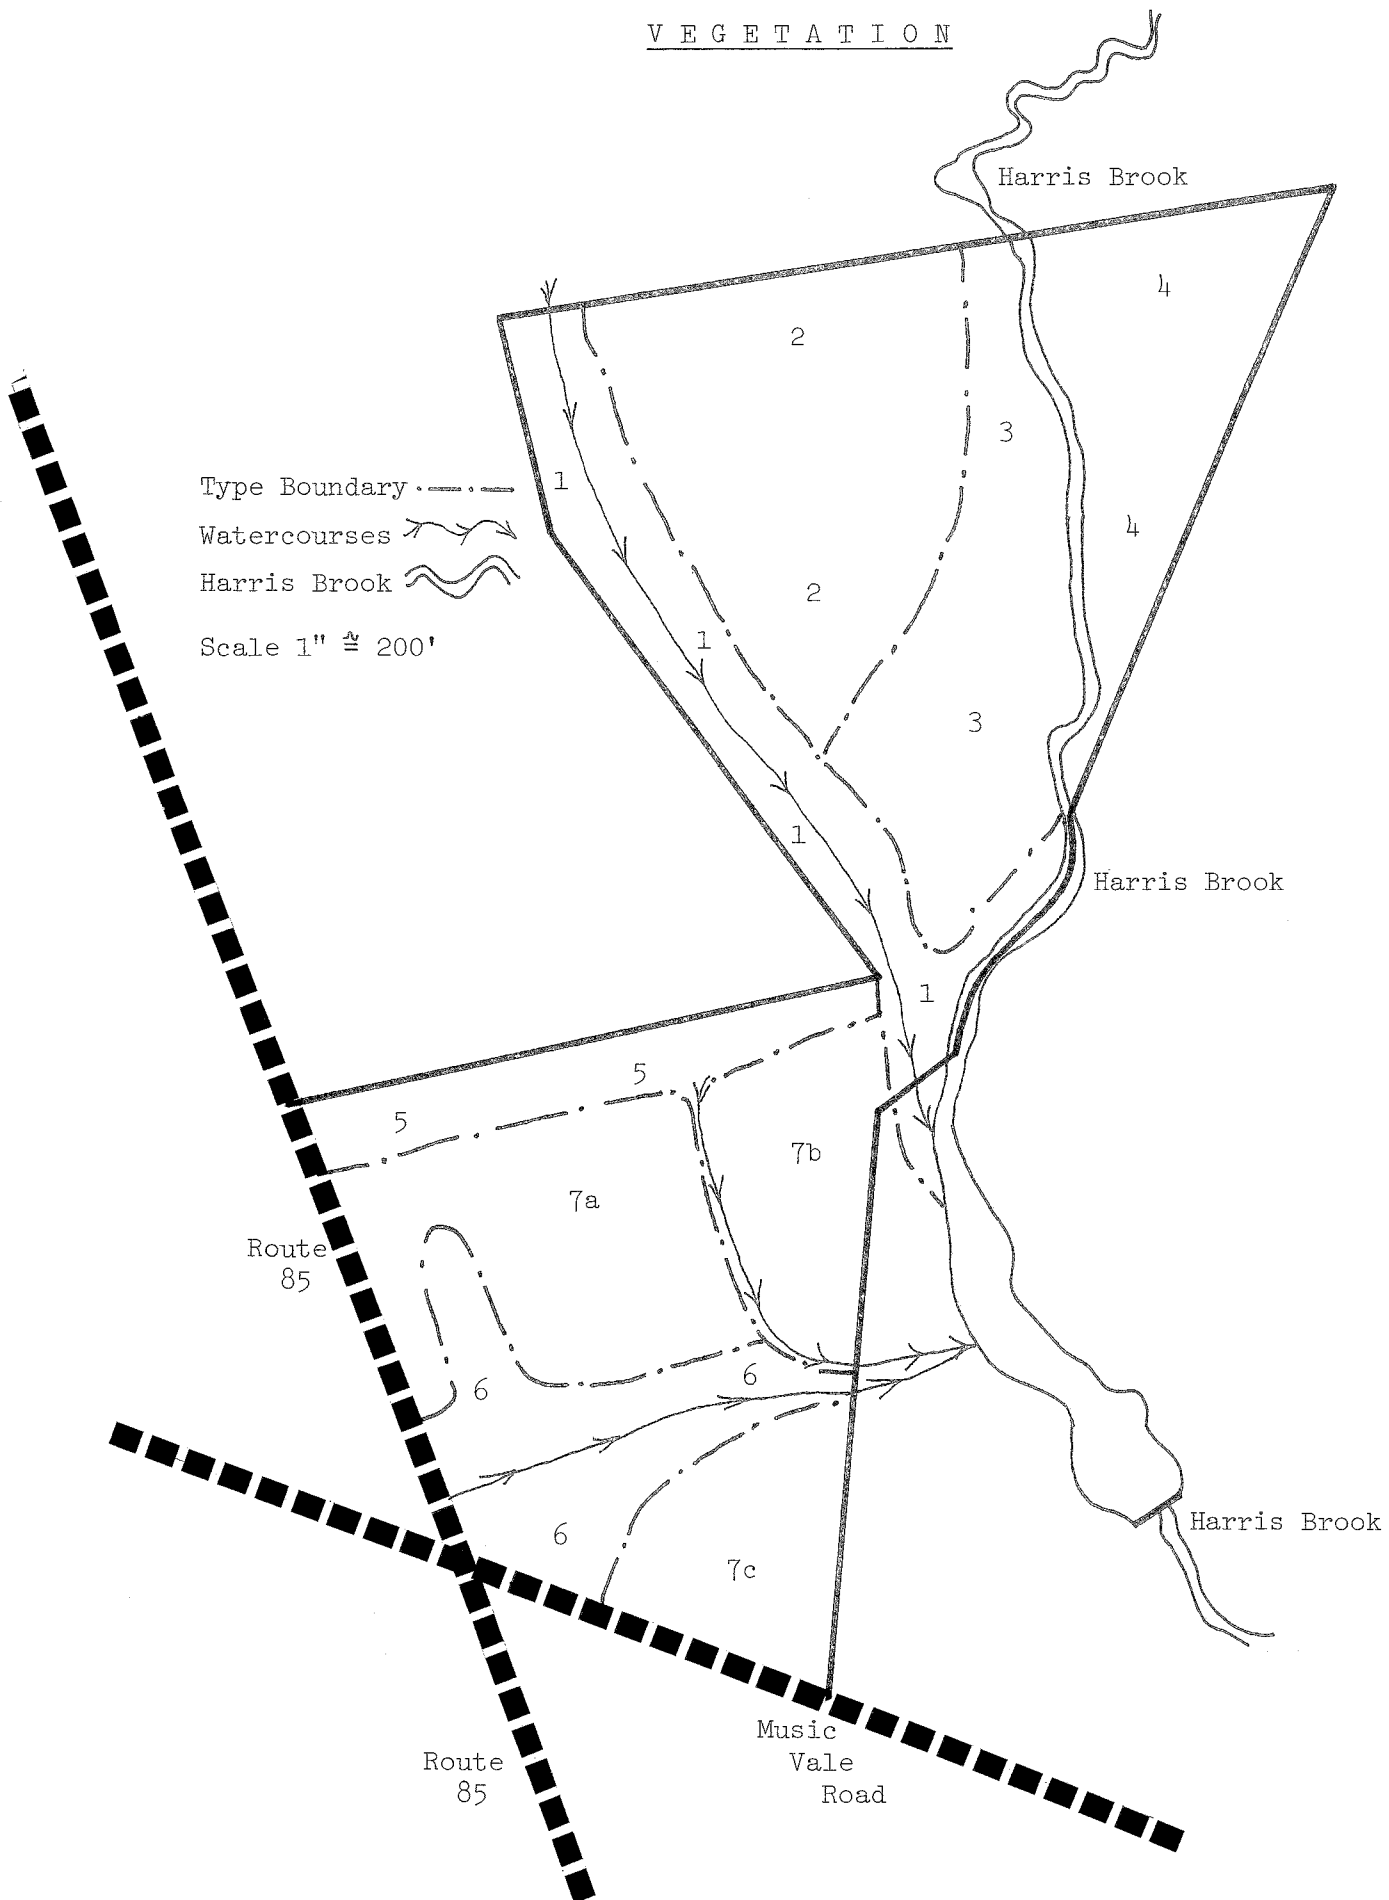 V E G E T A T I O N
Harris Brook
4
2
3
Type Boundary
1
Watercourses
4
Harris Brook
2
Scale 1" ≅ 200'
1
3
1
Harris Brook
1
5
5
7b
7a
Route
85
6
6
Harris Brook
6
7c
Music
Vale
Road
Route
85